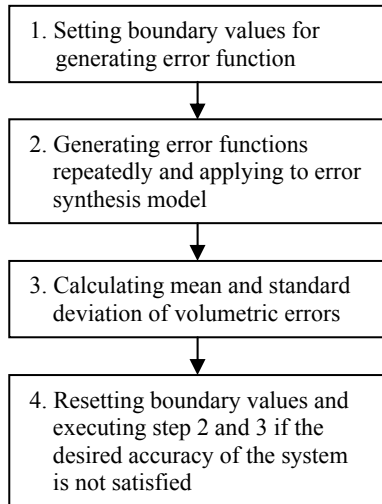 1. Setting boundary values for
generating error function
2. Generating error functions
repeatedly and applying to error
synthesis model
3. Calculating mean and standard
deviation of volumetric errors
4. Resetting boundary values and
executing step 2 and 3 if the
desired accuracy of the system
is not satisfied